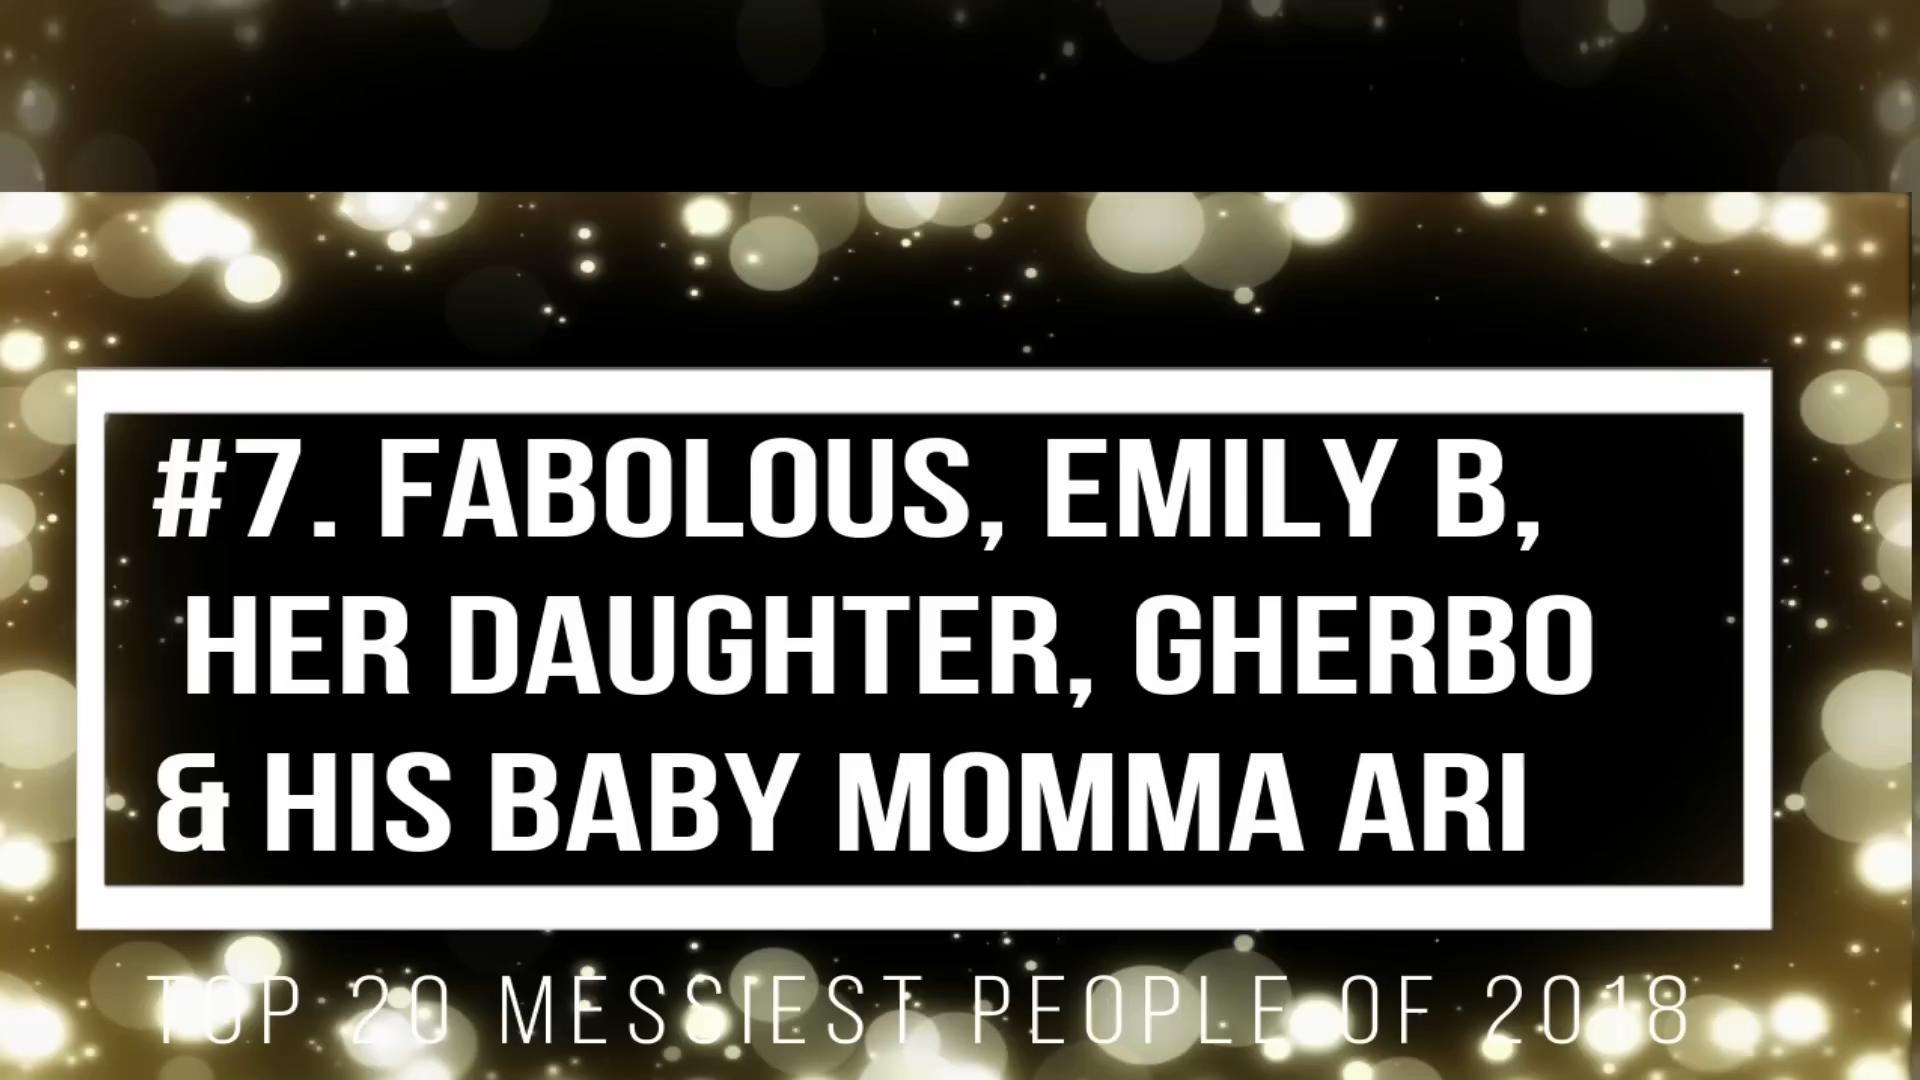 #7. FABOLOUS, EMILY B,
HER DAUGHTER, GHERBO
& HIS BABY MOMMA ARI
TOP 20 MESSIEST PEOPLE OF 2018